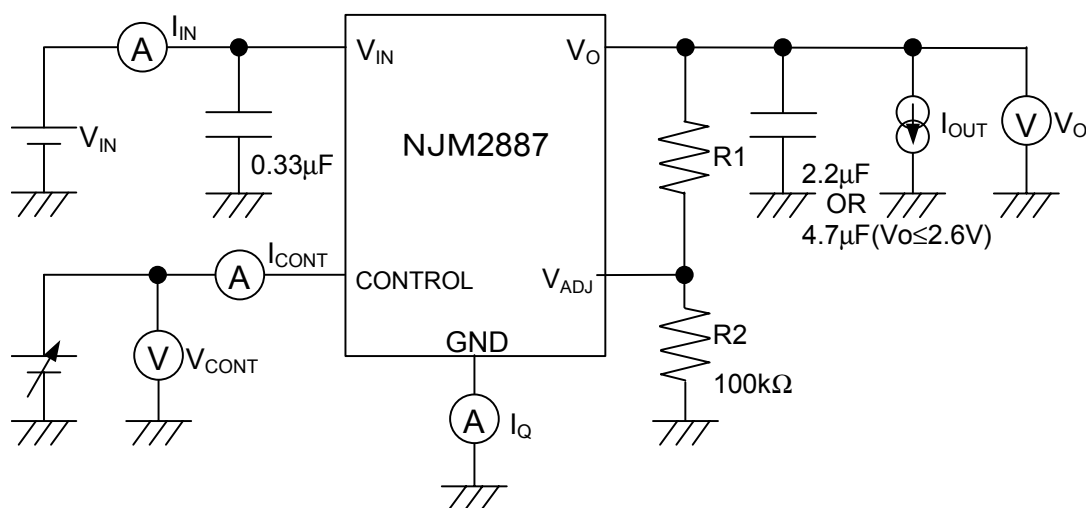 I_IN
A
V_IN
V_O
NJM2887
V_IN
0.33µF
R1
2.2µF
OR
4.7µF(Vo≤2.6V)
I_OUT
V
V_O
I_CONT
A
CONTROL
V_ADJ
V
V_CONT
GND
R2
100kΩ
A
I_Q